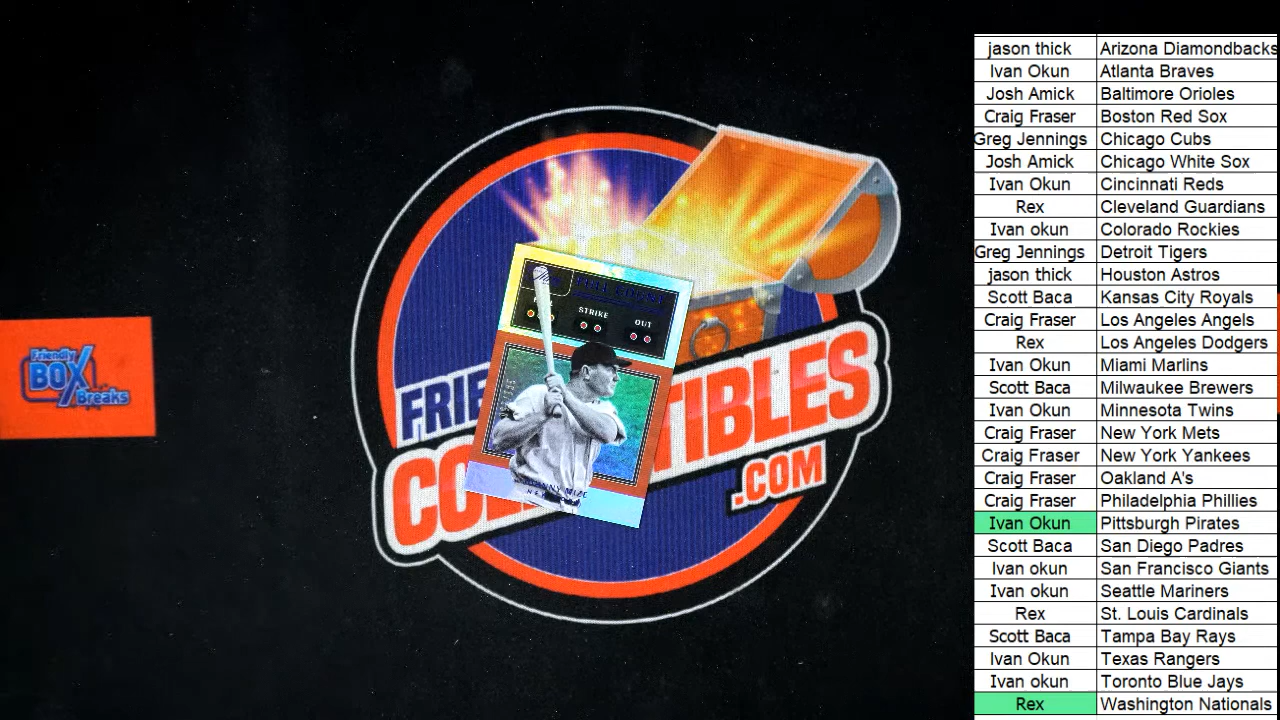 jason thick Arizona Diamondbacks
Ivan Okun Atlanta Braves
Josh Amick Baltimore Orioles
Craig Fraser Boston Red Sox
Greg Jennings Chicago Cubs
Josh Amick Chicago White Sox
Ivan Okun Cincinnati Reds
Rex Cleveland Guardians
Ivan okun Colorado Rockies
Greg Jennings Detroit Tigers
jason thick Houston Astros
Scott Baca Kansas City Royals
Craig Fraser Los Angeles Angels
Rex Los Angeles Dodgers
Ivan Okun Miami Marlins
Scott Baca Milwaukee Brewers
Ivan Okun Minnesota Twins
Craig Fraser New York Mets
Craig Fraser New York Yankees
Craig Fraser Oakland A's
Craig Fraser Philadelphia Phillies
Ivan Okun Pittsburgh Pirates
Scott Baca San Diego Padres
Ivan okun San Francisco Giants
Ivan okun Seattle Mariners
Rex St. Louis Cardinals
Scott Baca Tampa Bay Rays
Ivan Okun Texas Rangers
Ivan okun Toronto Blue Jays
Rex Washington Nationals
Friendly
BOX
Breaks
FULL COUNT
STRIKE
OUT
FRIE
CO TIBLES
.COM